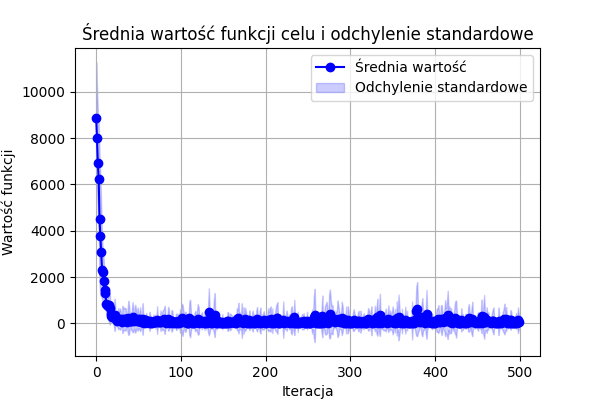 Średnia wartość funkcji celu i odchylenie standardowe
Średnia wartość
Odchylenie standardowe
Wartość funkcji
10000
8000
6000
4000
2000
0
0 100 200 300 400 500
Iteracja